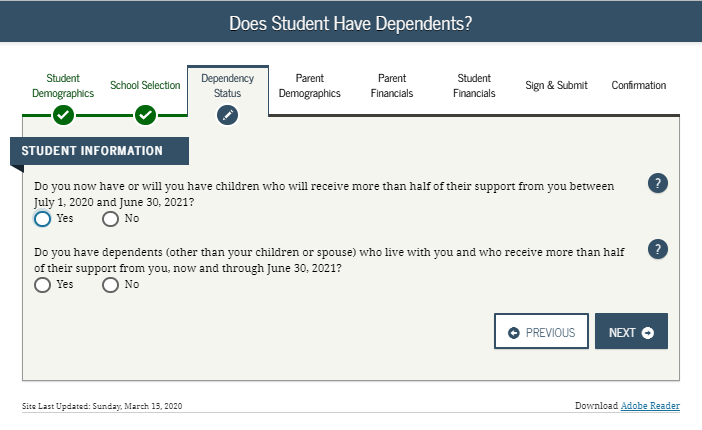 Does Student Have Dependents?
Student Demographics
School Selection
Dependency Status
Parent Demographics
Parent Financials
Student Financials
Sign & Submit
Confirmation
STUDENT INFORMATION
Do you now have or will you have children who will receive more than half of their support from you between
July 1, 2020 and June 30, 2021?
?
Yes No
Do you have dependents (other than your children or spouse) who live with you and who receive more than half
of their support from you, now and through June 30, 2021?
?
Yes No
PREVIOUS NEXT
Site Last Updated: Sunday, March 15, 2020
Download Adobe Reader